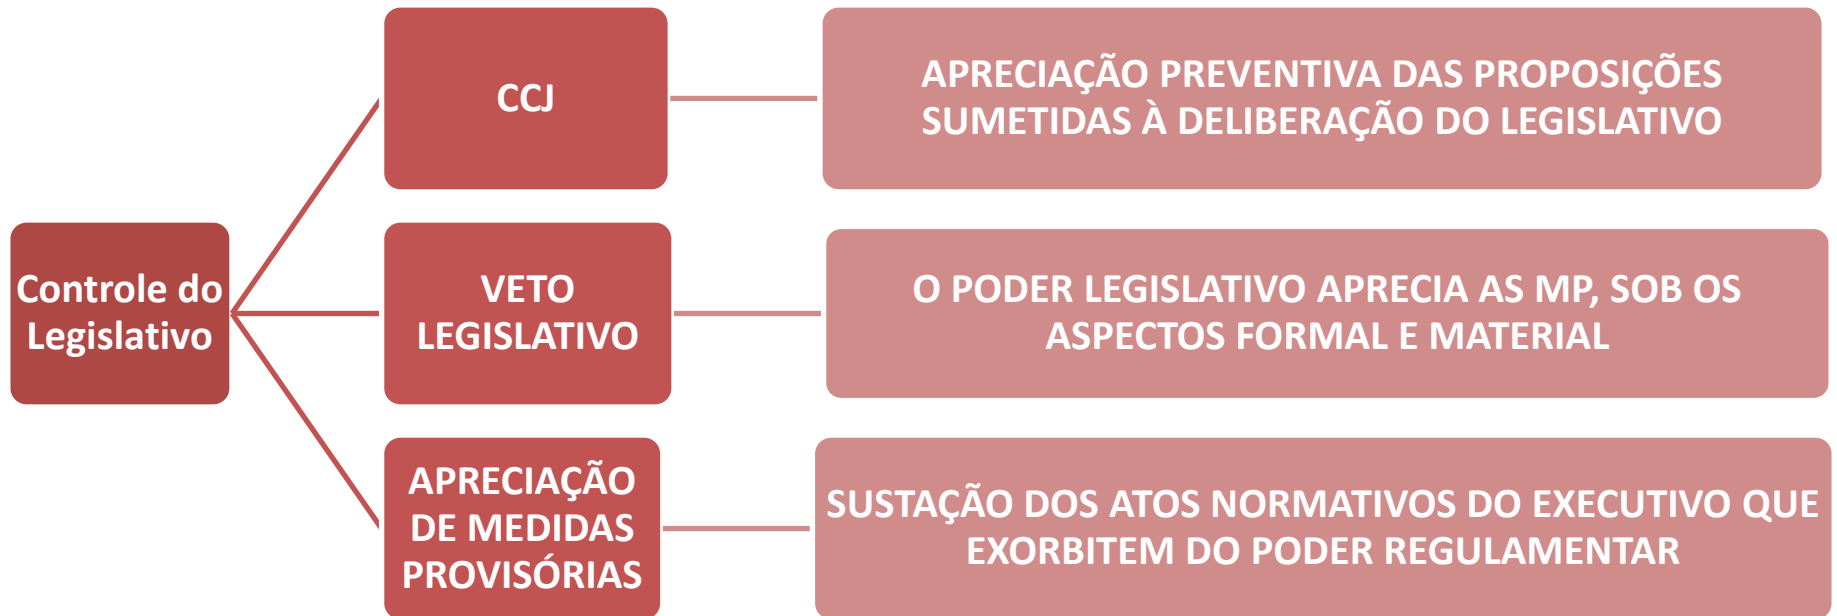 Controle do
Legislativo
CCJ
APRECIAÇÃO PREVENTIVA DAS PROPOSIÇÕES
SUMETIDAS À DELIBERAÇÃO DO LEGISLATIVO
VETO
LEGISLATIVO
O PODER LEGISLATIVO APRECIA AS MP, SOB OS
ASPECTOS FORMAL E MATERIAL
APRECIAÇÃO
DE MEDIDAS
PROVISÓRIAS
SUSTAÇÃO DOS ATOS NORMATIVOS DO EXECUTIVO QUE
EXORBITEM DO PODER REGULAMENTAR